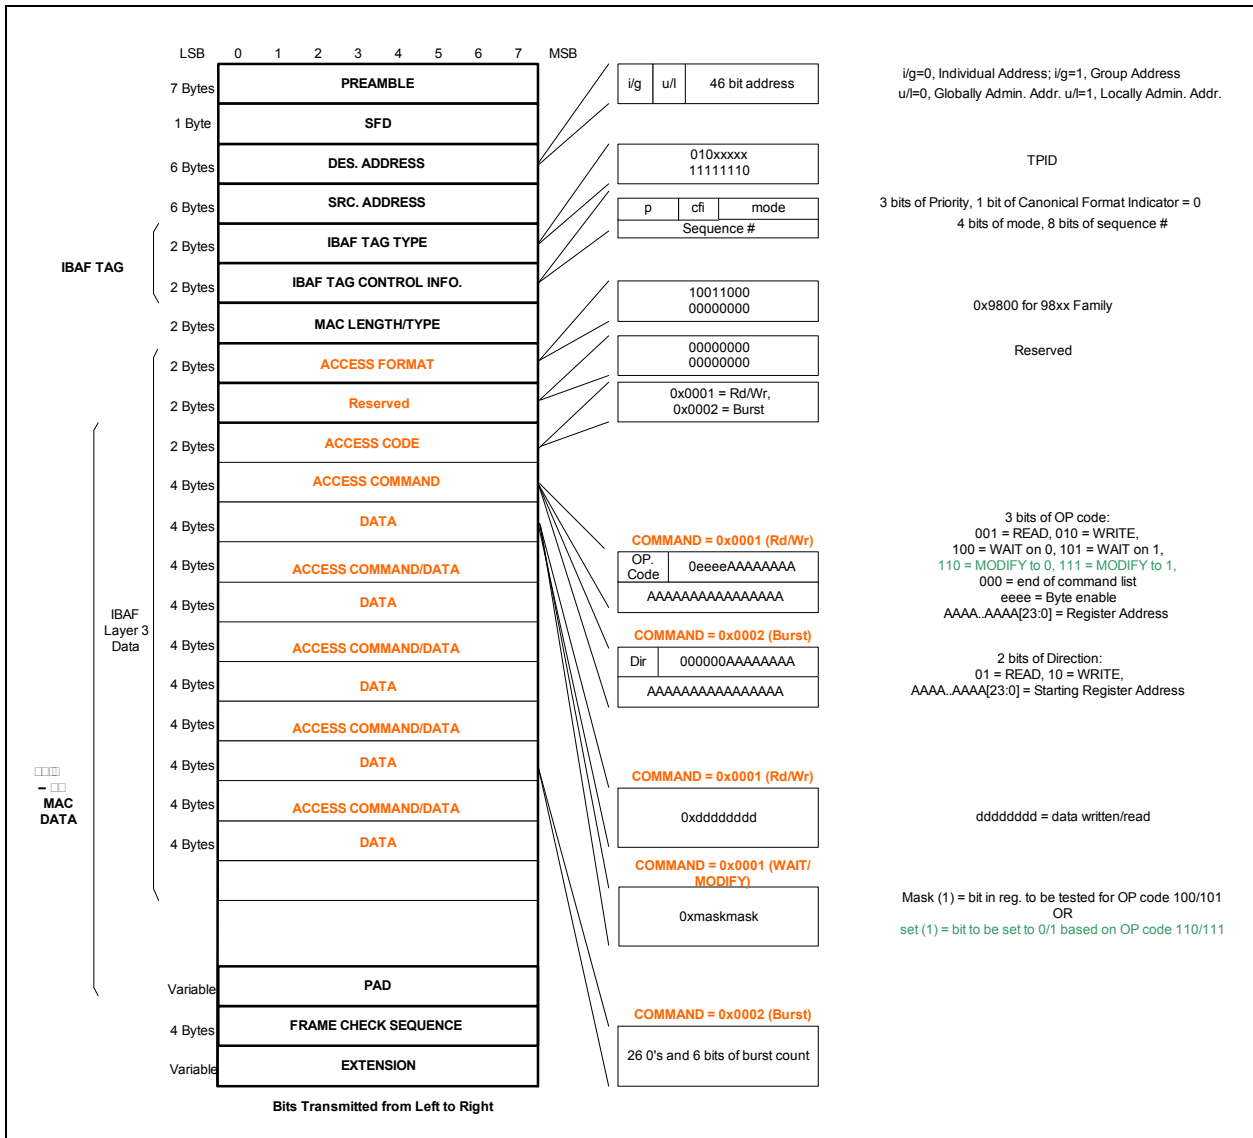 LSB 0 1 2 3 4 5 6 7 MSB
7 Bytes PREAMBLE
1 Byte SFD
6 Bytes DES. ADDRESS
6 Bytes SRC. ADDRESS
IBAF TAG
2 Bytes IBAF TAG TYPE
2 Bytes IBAF TAG CONTROL INFO.
2 Bytes MAC LENGTH/TYPE
2 Bytes ACCESS FORMAT
2 Bytes Reserved
2 Bytes ACCESS CODE
4 Bytes ACCESS COMMAND
4 Bytes DATA
4 Bytes ACCESS COMMAND/DATA
4 Bytes DATA
4 Bytes ACCESS COMMAND/DATA
4 Bytes DATA
4 Bytes ACCESS COMMAND/DATA
4 Bytes DATA
4 Bytes ACCESS COMMAND/DATA
4 Bytes DATA
IBAF
Layer 3
Data
–
MAC
DATA
Variable PAD
4 Bytes FRAME CHECK SEQUENCE
Variable EXTENSION
Bits Transmitted from Left to Right
i/g u/l 46 bit address
i/g=0, Individual Address; i/g=1, Group Address
u/l=0, Globally Admin. Addr. u/l=1, Locally Admin. Addr.
010xxxxx
11111110
TPID
p cfi mode
Sequence #
3 bits of Priority, 1 bit of Canonical Format Indicator = 0
4 bits of mode, 8 bits of sequence #
10011000
00000000
0x9800 for 98xx Family
00000000
00000000
Reserved
0x0001 = Rd/Wr,
0x0002 = Burst
COMMAND = 0x0001 (Rd/Wr)
OP.
Code
0eeeeAAAAAAAA
AAAAAAAAAAAAAAAA
3 bits of OP code:
001 = READ, 010 = WRITE,
100 = WAIT on 0, 101 = WAIT on 1,
110 = MODIFY to 0, 111 = MODIFY to 1,
000 = end of command list
eeee = Byte enable
AAAA..AAAA[23:0] = Register Address
COMMAND = 0x0002 (Burst)
Dir 000000AAAAAAAA
AAAAAAAAAAAAAAAA
2 bits of Direction:
01 = READ, 10 = WRITE,
AAAA..AAAA[23:0] = Starting Register Address
COMMAND = 0x0001 (Rd/Wr)
0xdddddddd
dddddddd = data written/read
COMMAND = 0x0001 (WAIT/
MODIFY)
0xmaskmask
Mask (1) = bit in reg. to be tested for OP code 100/101
OR
set (1) = bit to be set to 0/1 based on OP code 110/111
COMMAND = 0x0002 (Burst)
26 0's and 6 bits of burst count